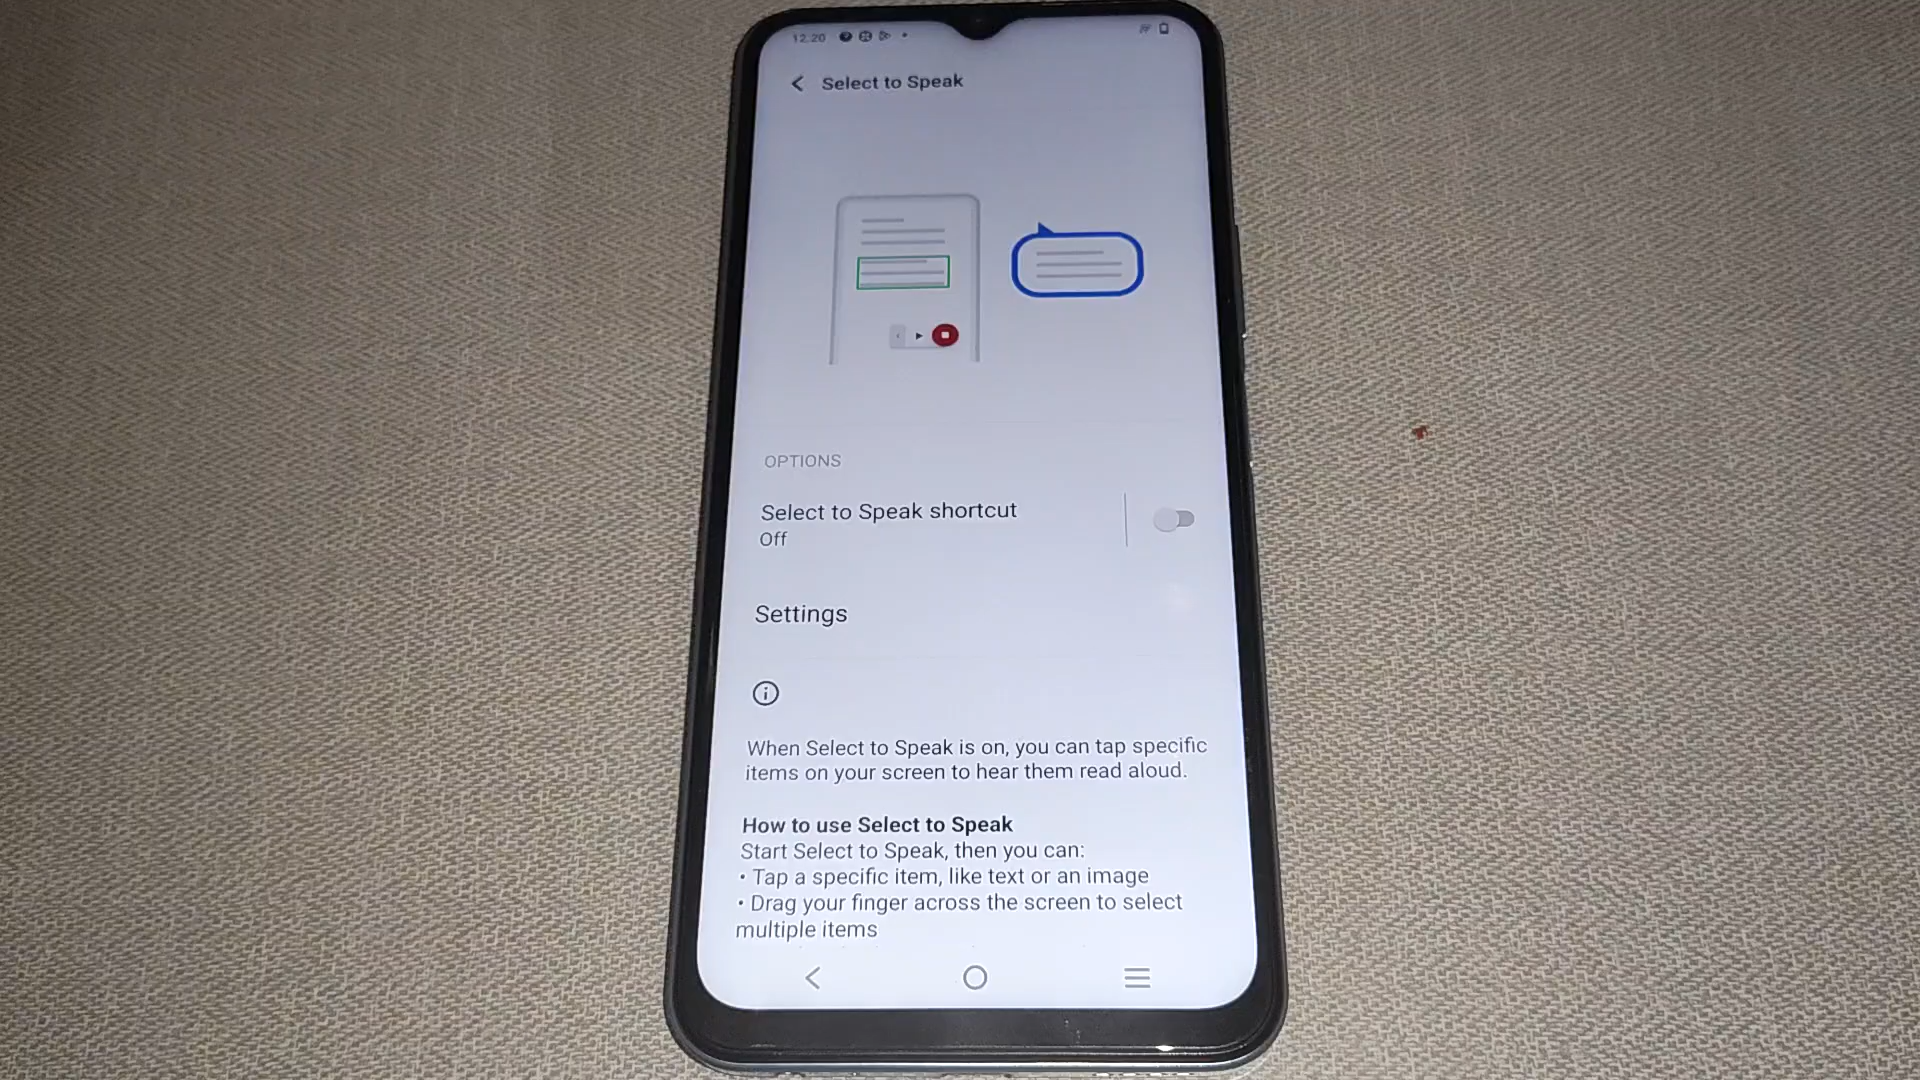 12.20
Select to Speak
OPTIONS
Select to Speak shortcut
Off
Settings
When Select to Speak is on, you can tap specific
items on your screen to hear them read aloud.
How to use Select to Speak
Start Select to Speak, then you can:
• Tap a specific item, like text or an image
• Drag your finger across the screen to select
multiple items